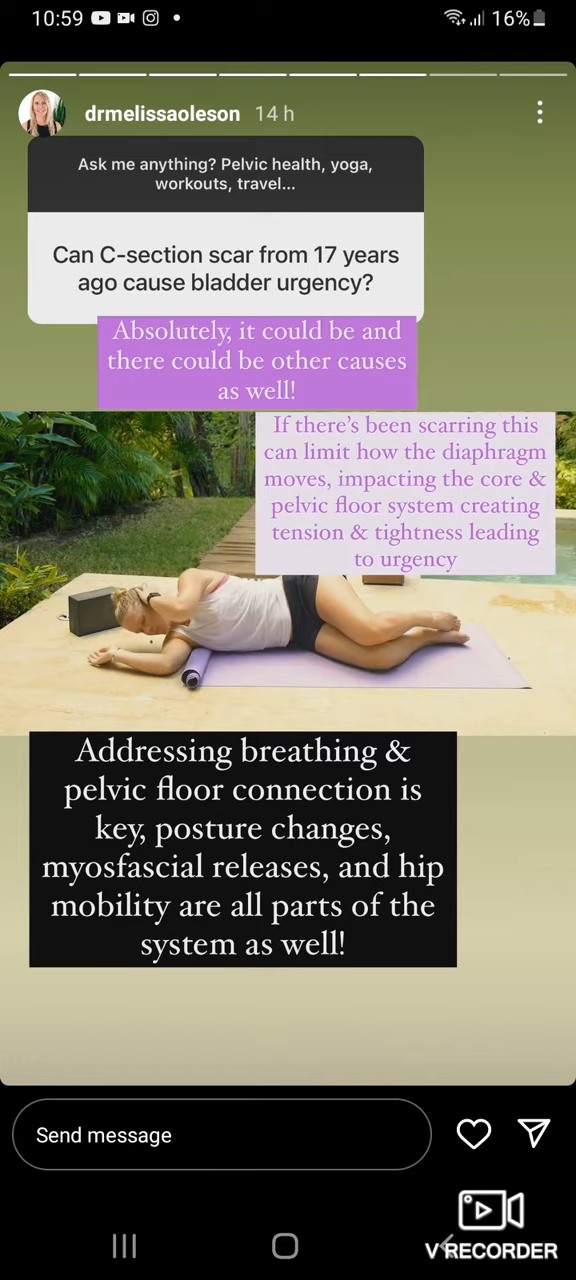 10:59
16%
drmelissaoleson 14 h
Ask me anything? Pelvic health, yoga,
workouts, travel...
Can C-section scar from 17 years
ago cause bladder urgency?
Absolutely, it could be and
there could be other causes
as well!
If there's been scarring this
can limit how the diaphragm
moves, impacting the core &
pelvic floor system creating
tension & tightness leading
to urgency
Addressing breathing &
pelvic floor connection is
key, posture changes,
myosfascial releases, and hip
mobility are all parts of the
system as well!
Send message
V RECORDER